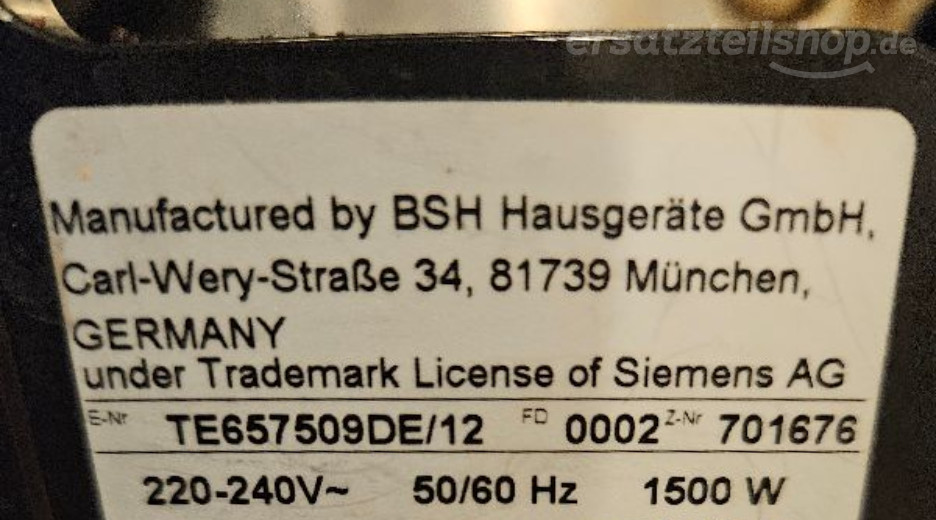 ersatzteilshop.de
Manufactured by BSH Hausgeräte GmbH,
Carl-Wery-Straße 34, 81739 München,
GERMANY
under Trademark License of Siemens AG
E-Nr TE657509DE/12 FD 0002 Z-Nr 701676
220-240V~ 50/60 Hz 1500 W